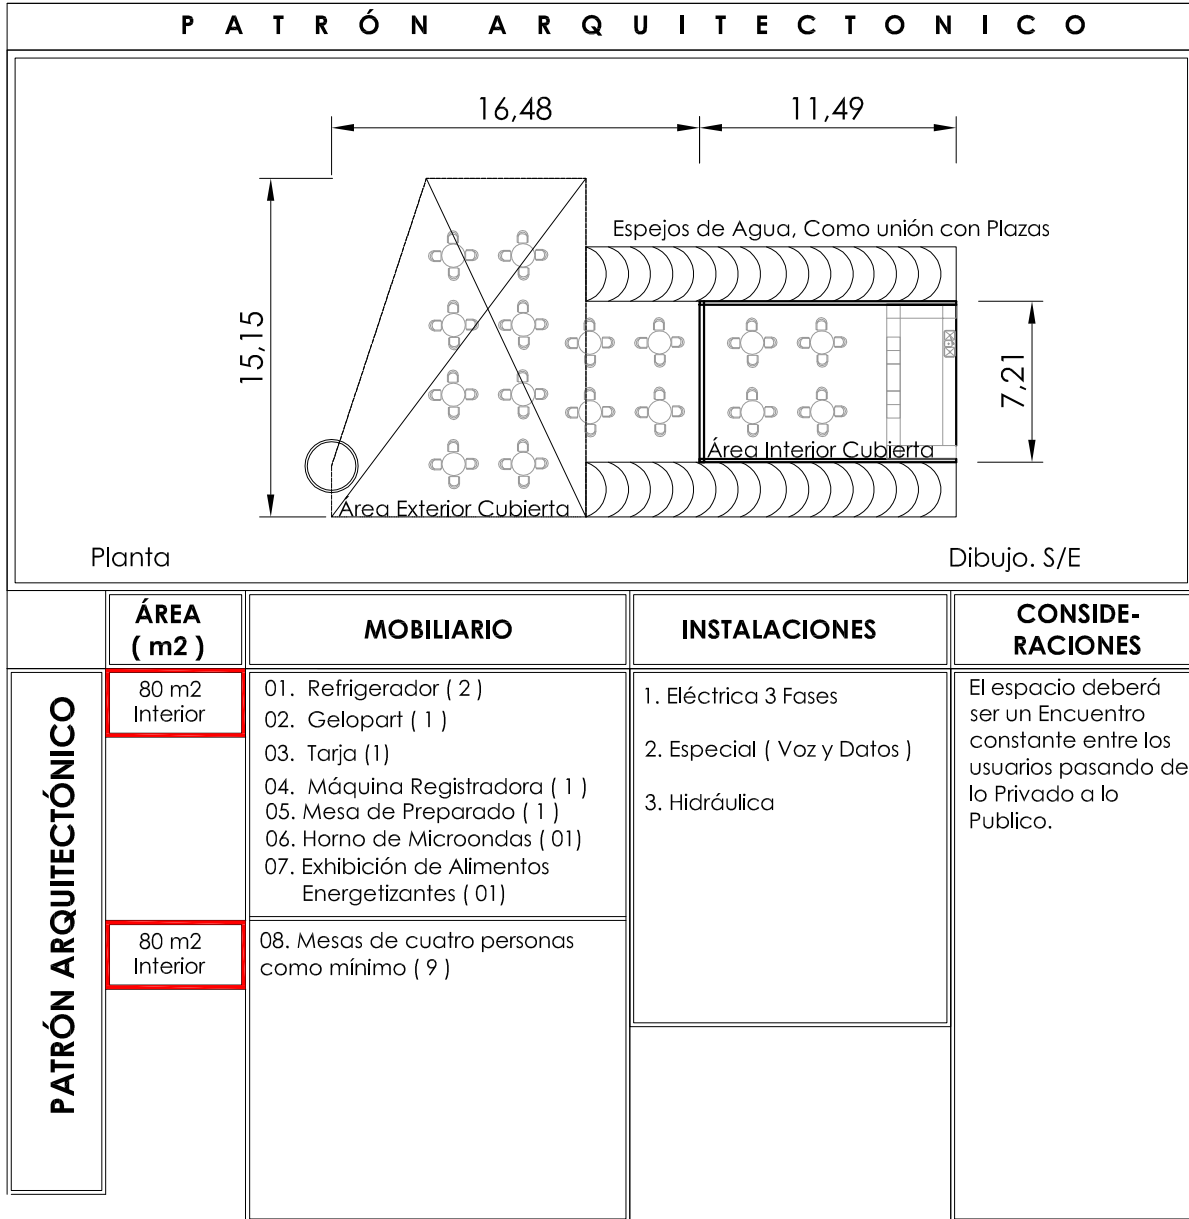 PATRÓN ARQUITECTONICO
16,48
11,49
15,15
Espejos de Agua, Como unión con Plazas
7,21
Área Interior Cubierta
Área Exterior Cubierta
Planta
Dibujo. S/E
ÁREA
( m2 )
MOBILIARIO
INSTALACIONES
CONSIDE-
RACIONES
PATRÓN ARQUITECTÓNICO
80 m2
Interior
01. Refrigerador ( 2 )
02. Gelopart ( 1 )
03. Tarja (1)
04. Máquina Registradora ( 1 )
05. Mesa de Preparado ( 1 )
06. Horno de Microondas ( 01)
07. Exhibición de Alimentos
Energetizantes ( 01)
80 m2
Interior
08. Mesas de cuatro personas
como mínimo ( 9 )
1. Eléctrica 3 Fases
2. Especial ( Voz y Datos )
3. Hidráulica
El espacio deberá
ser un Encuentro
constante entre los
usuarios pasando de
lo Privado a lo
Publico.